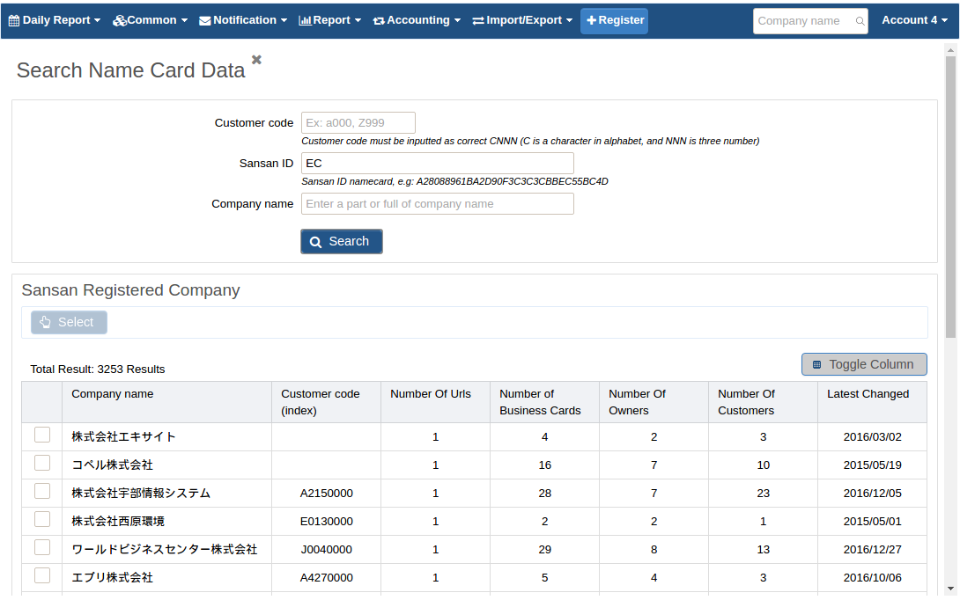 Daily Report Common Notification Report Accounting Import/Export Register Company name Account 4
Search Name Card Data
Customer code Ex: a000, Z999
Customer code must be inputted as correct CNNN (C is a character in alphabet, and NNN is three number)
Sansan ID EC
Sansan ID namecard, e.g: A28088961BA2D90F3C3C3CBBEC55BC4D
Company name Enter a part or full of company name
Search
Sansan Registered Company
Select
Total Result: 3253 Results Toggle Column
Company name Customer code (index) Number Of Urls Number of Business Cards Number Of Owners Number Of Customers Latest Changed
株式会社エキサイト 1 4 2 3 2016/03/02
コベル株式会社 1 16 7 10 2015/05/19
株式会社宇部情報システム A2150000 1 28 7 23 2016/12/05
株式会社西原環境 E0130000 1 2 2 1 2015/05/01
ワールドビジネスセンター株式会社 J0040000 1 29 8 13 2016/12/27
エブリ株式会社 A4270000 1 5 4 3 2016/10/06